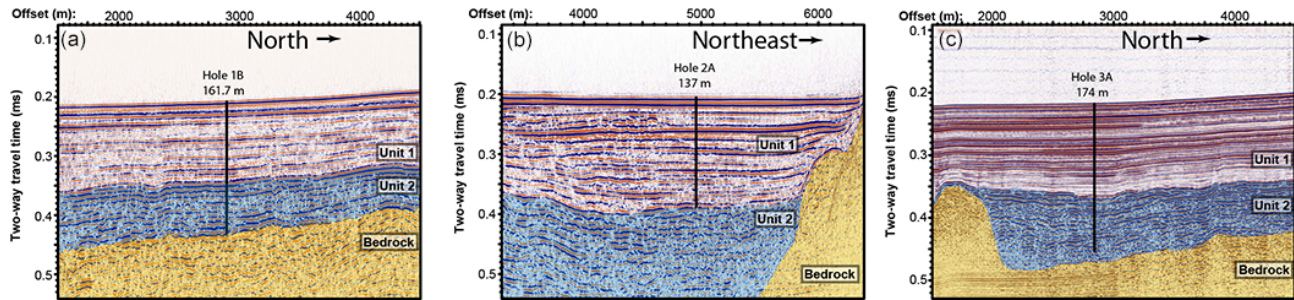 Offset (m): 2000 3000 4000
(a)
North
Hole 1B
161.7 m
Two-way travel time (ms)
0.1
0.2
0.3
0.4
0.5
Unit 1
Unit 2
Bedrock
Offset (m): 4000 5000 6000
(b)
Northeast
Hole 2A
137 m
Two-way travel time (ms)
0.1
0.2
0.3
0.4
0.5
Unit 1
Unit 2
Offset (m): 2000 3000 4000
(c)
North
Hole 3A
174 m
Two-way travel time (ms)
0.1
0.2
0.3
0.4
0.5
Unit 1
Unit 2
Bedrock